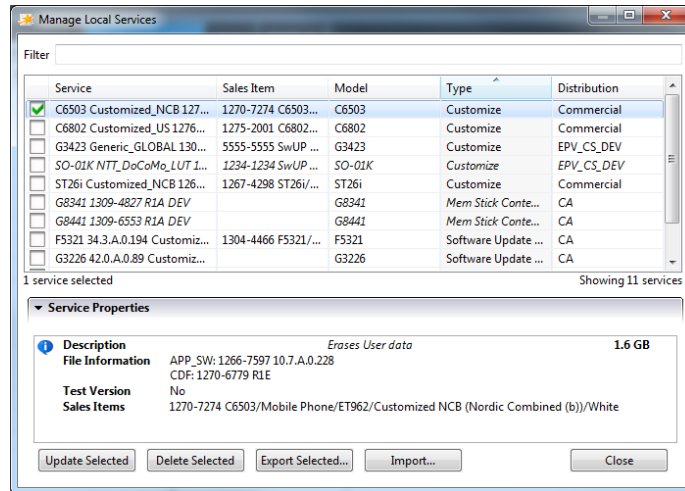 Manage Local Services
Filter
Service Sales Item Model Type Distribution
C6503 Customized_NCB 127... 1270-7274 C6503... C6503 Customize Commercial
C6802 Customized_US 1276... 1275-2001 C6802... C6802 Customize Commercial
G3423 Generic_GLOBAL 130... 5555-5555 SwUP ... G3423 Customize EPV_CS_DEV
SO-01K NTT_DoCoMo_LUT 1... 1234-1234 SwUP ... SO-01K Customize EPV_CS_DEV
ST26i Customized_NCB 126... 1267-4298 ST26i/... ST26i Customize Commercial
G8341 1309-4827 R1A DEV G8341 Mem Stick Conte... CA
G8441 1309-6553 R1A DEV G8441 Mem Stick Conte... CA
F5321 34.3.A.0.194 Customiz... 1304-4466 F5321/... F5321 Software Update ... CA
G3226 42.0.A.0.89 Customiz... G3226 Software Update ... CA
1 service selected Showing 11 services
Service Properties
Description Erases User data 1.6 GB
File Information APP_SW: 1266-7597 10.7.A.0.228
CDF: 1270-6779 R1E
Test Version No
Sales Items 1270-7274 C6503/Mobile Phone/ET962/Customized NCB (Nordic Combined (b))/White
Update Selected Delete Selected Export Selected... Import... Close